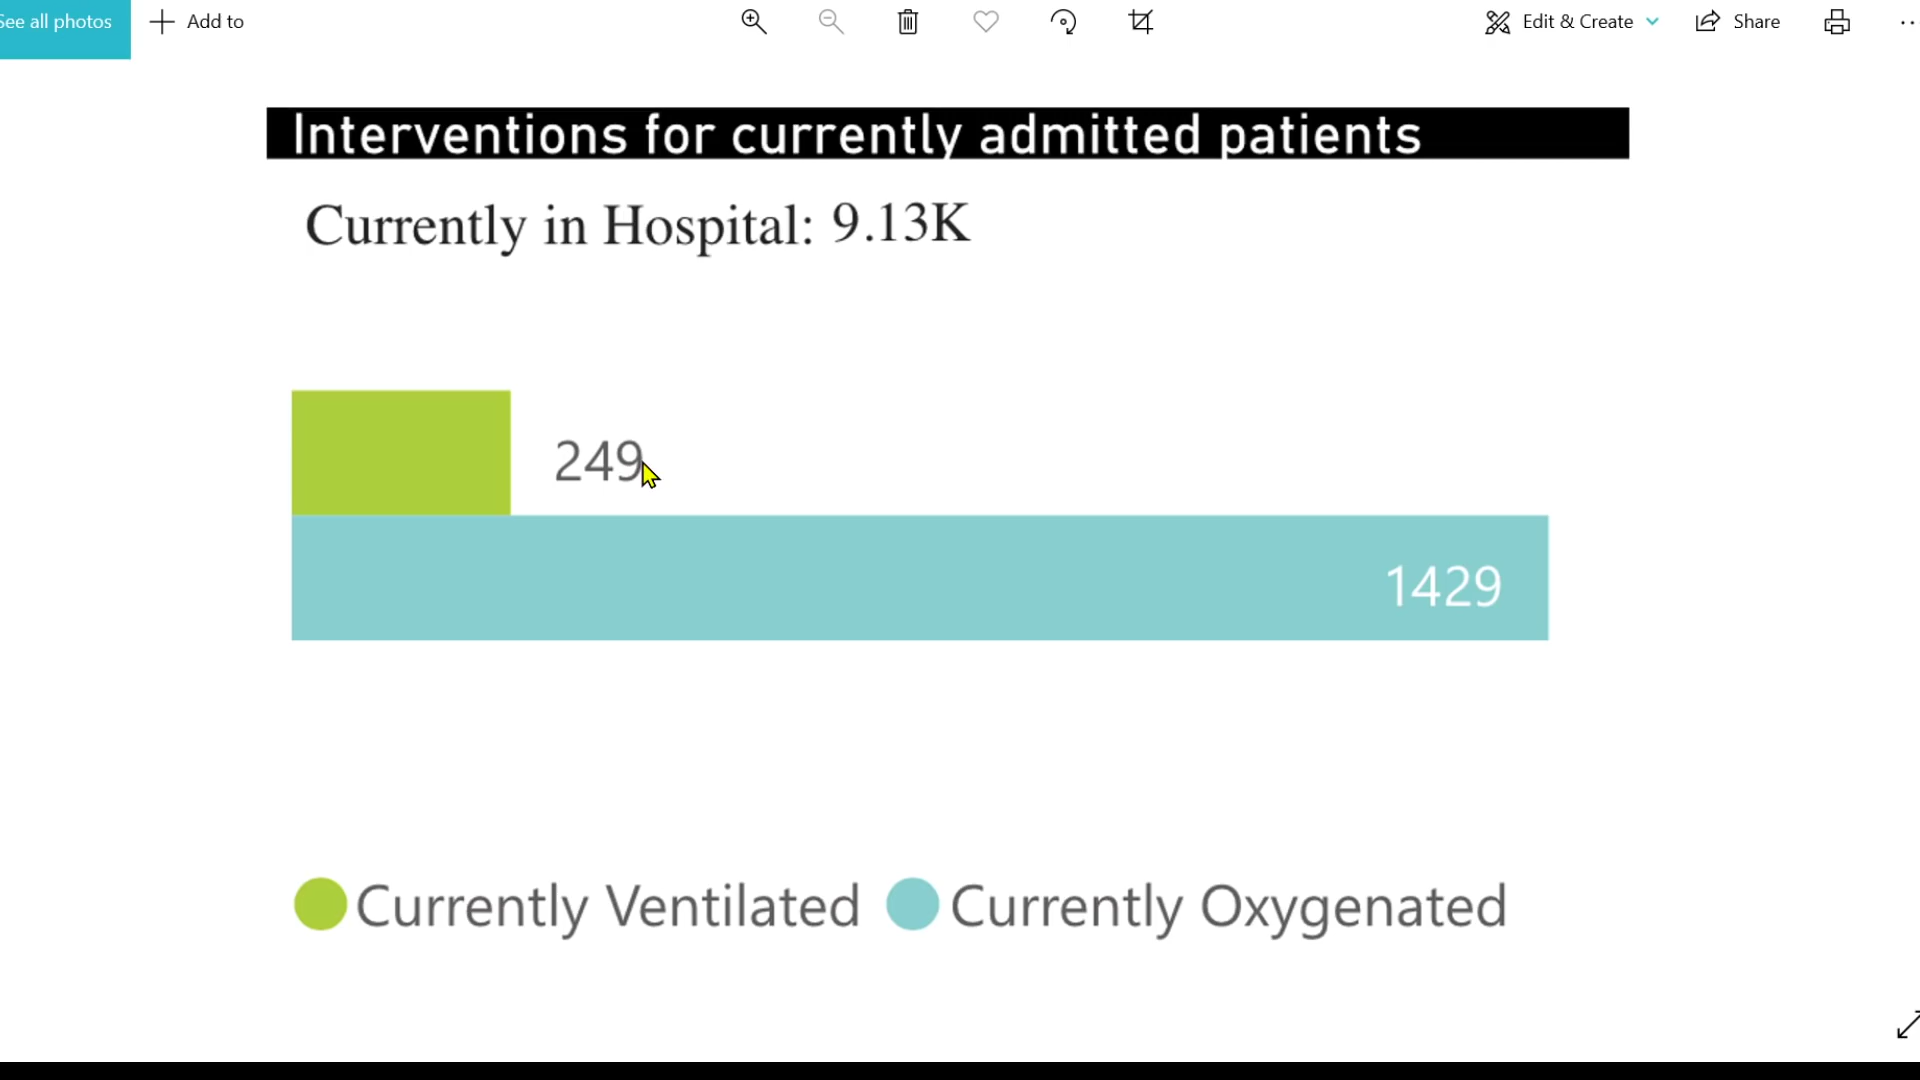 See all photos
Add to
Edit & Create
Share
Interventions for currently admitted patients
Currently in Hospital: 9.13K
249
1429
Currently Ventilated
Currently Oxygenated